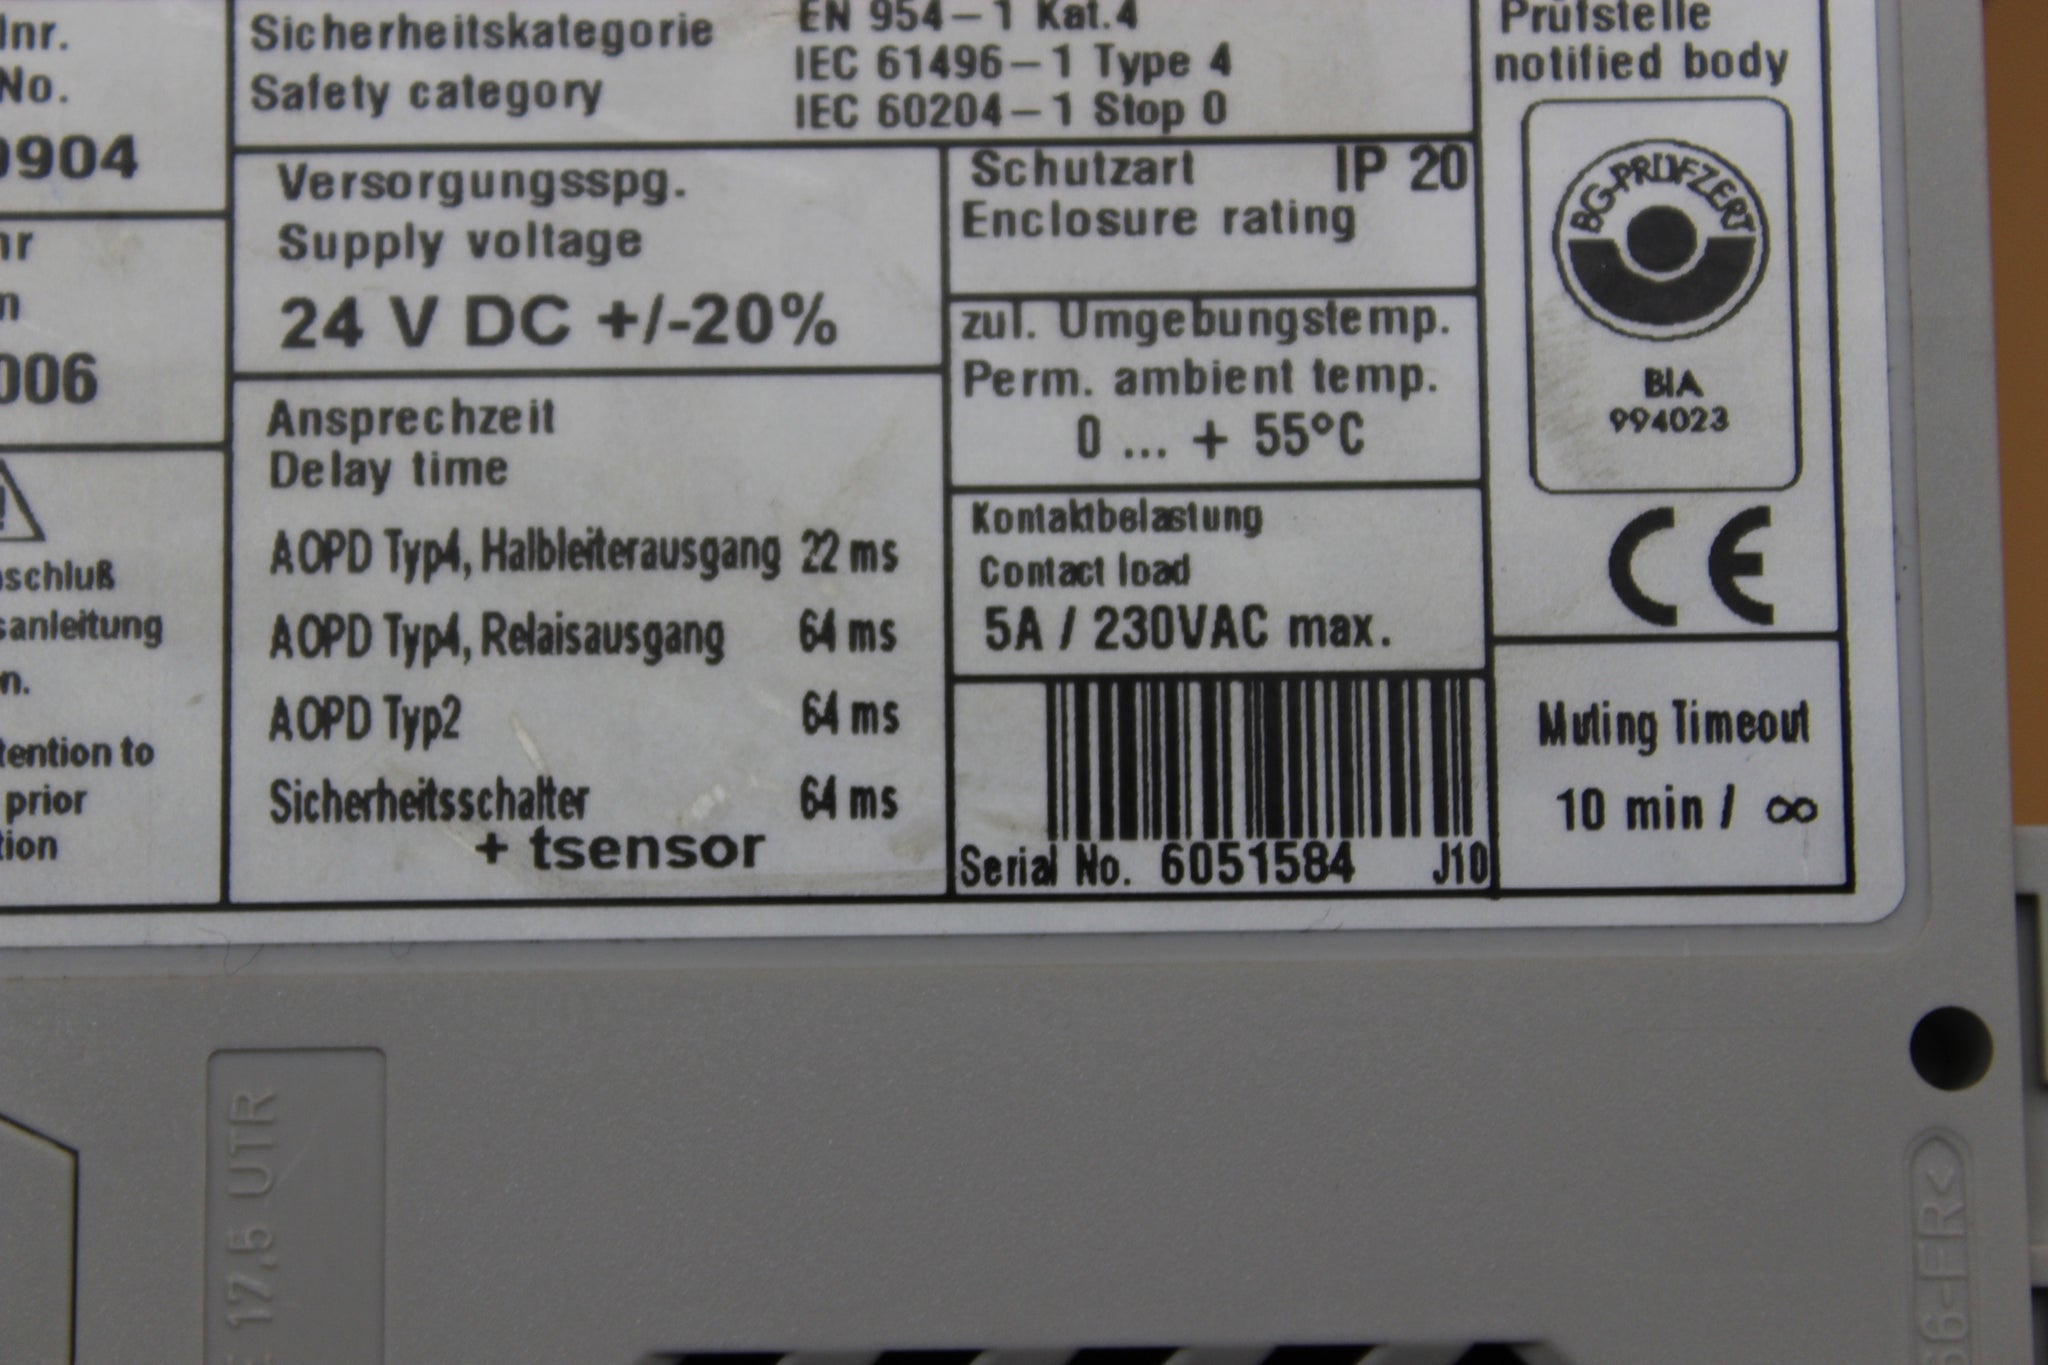 lnr.
No.
9904
nr
n
006
schluß
sanleitung
n.
tention to
prior
tion
Sicherheitskategorie
Safety category
EN 954-1 Kat.4
IEC 61496-1 Type 4
IEC 60204-1 Stop 0
Versorgungsspg.
Supply voltage
24 V DC +/-20%
Ansprechzeit
Delay time
AOPD Typ4, Halbleiterausgang 22 ms
AOPD Typ4, Relaisausgang 64 ms
AOPD Typ2 64 ms
Sicherheitsschalter 64 ms
+ tsensor
Schutzart IP 20
Enclosure rating
zul. Umgebungstemp.
Perm. ambient temp.
0 ... + 55°C
Kontaktbelastung
Contact load
5A / 230VAC max.
Serial No. 6051584 J10
Prüfstelle
notified body
BG-PRÜFZERT
BIA
994023
CE
Muting Timeout
10 min / ∞
17,5 UTR
66-FR<